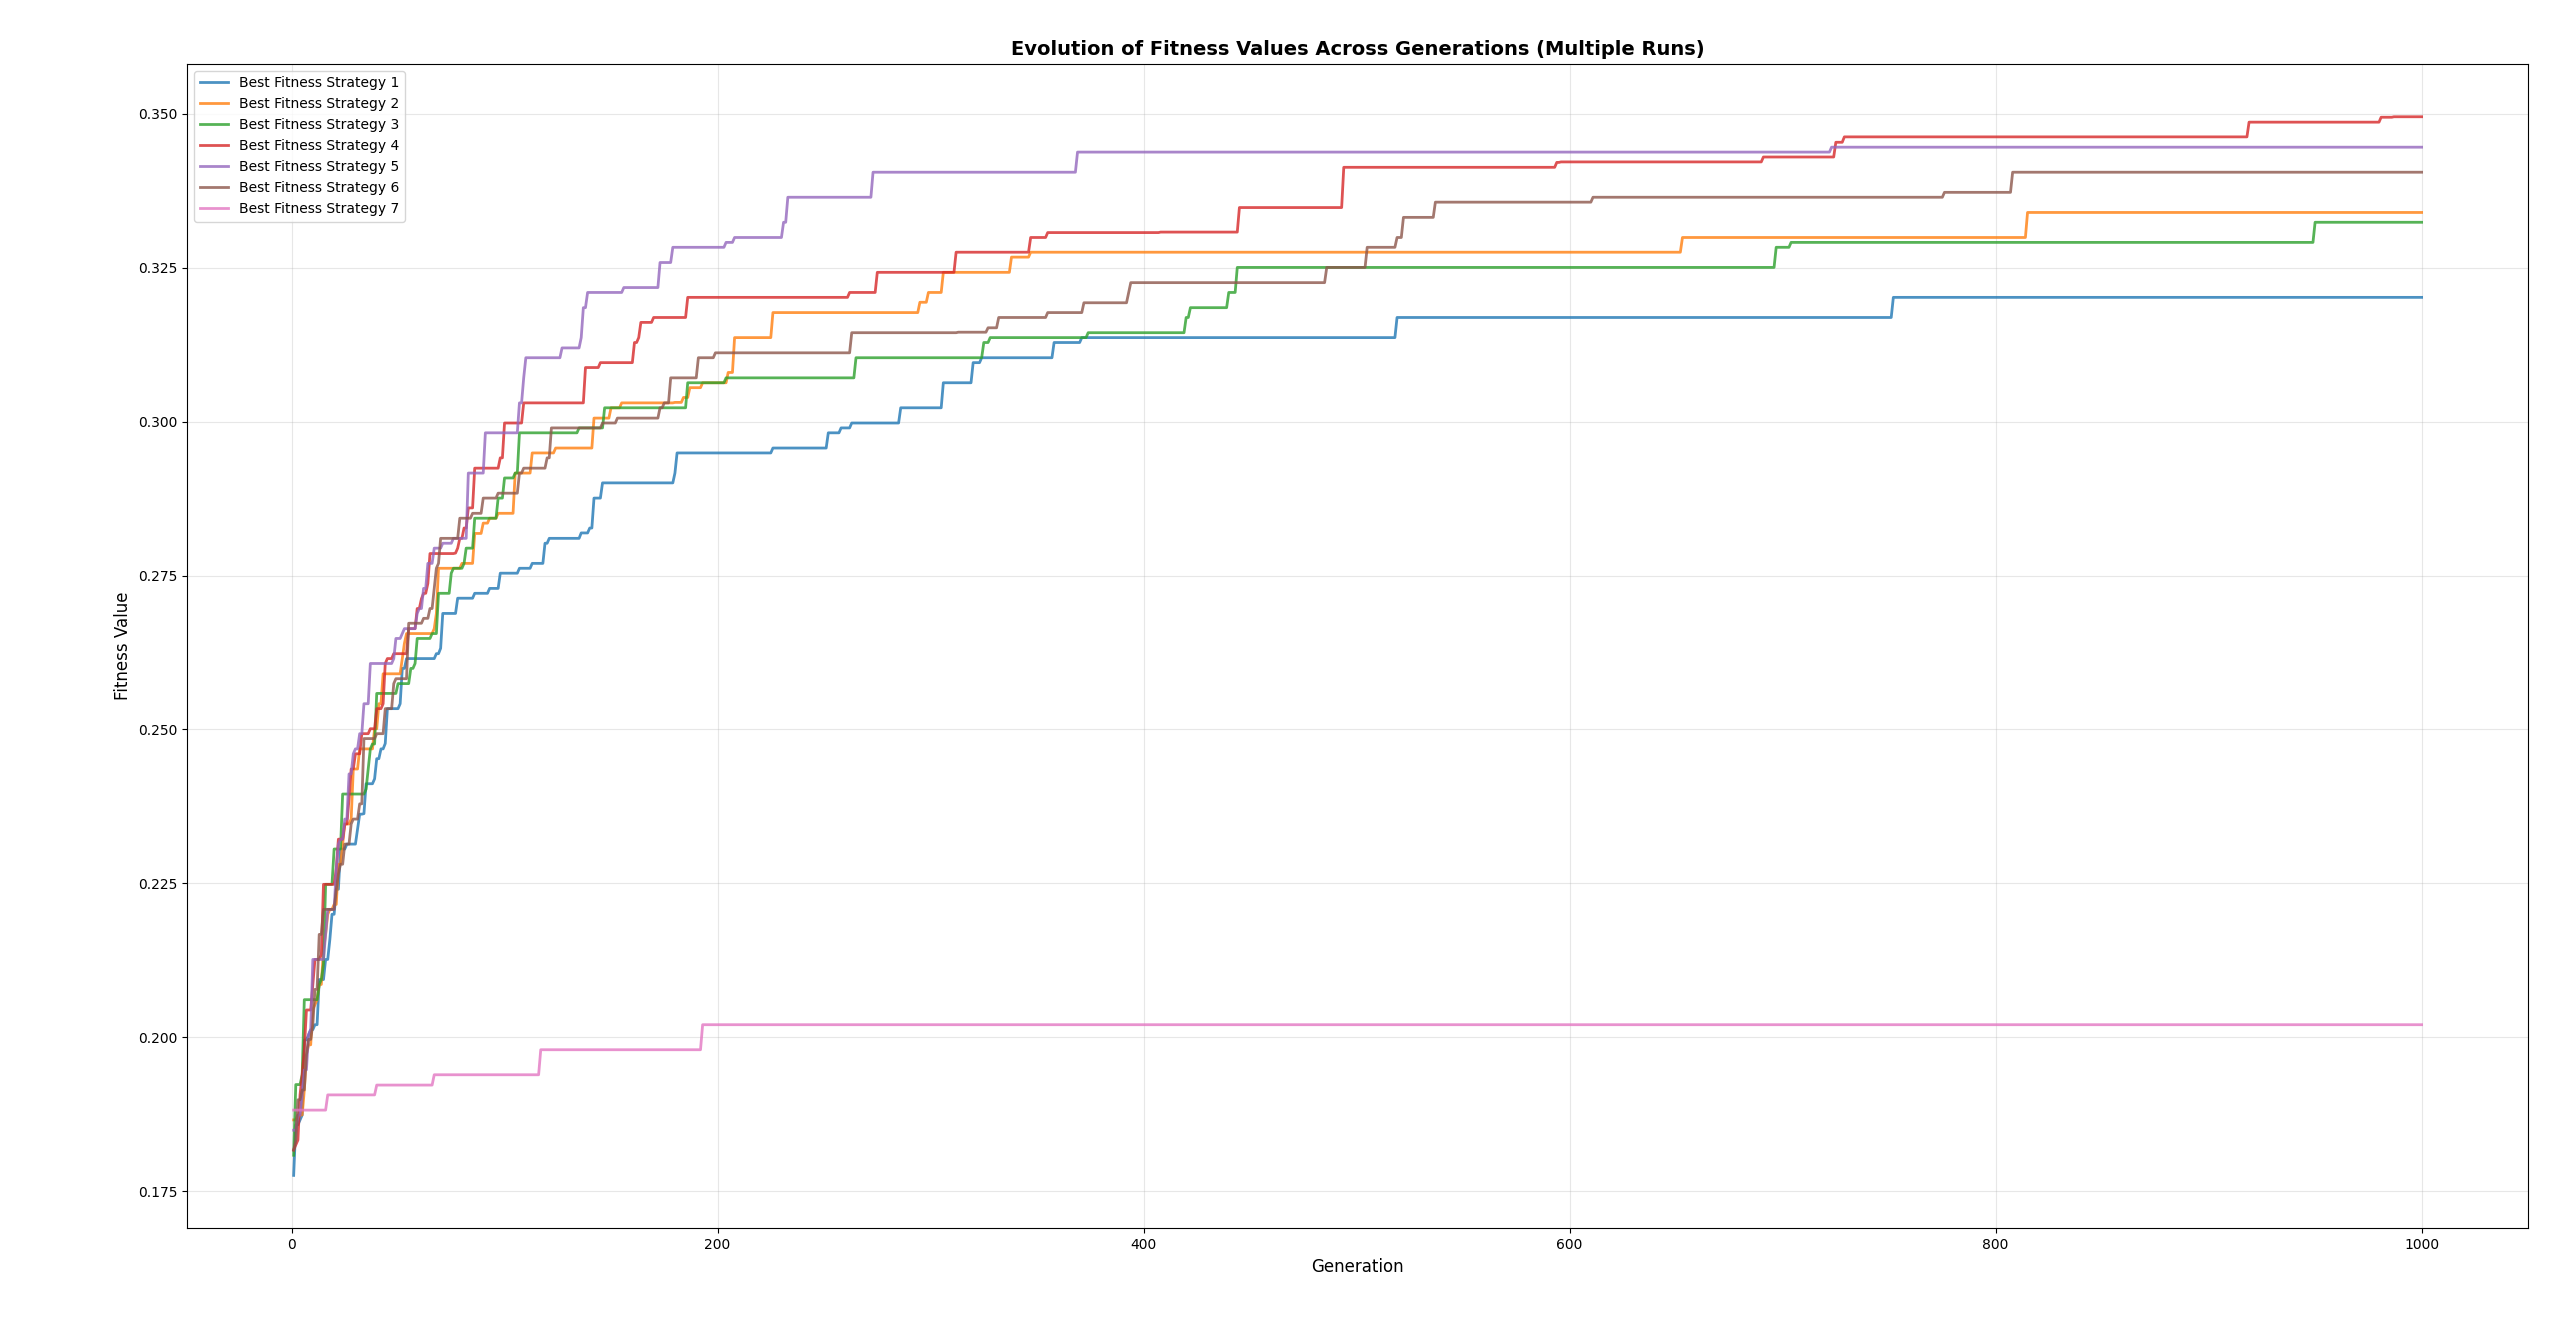 Evolution of Fitness Values Across Generations (Multiple Runs)
Best Fitness Strategy 1
Best Fitness Strategy 2
Best Fitness Strategy 3
Best Fitness Strategy 4
Best Fitness Strategy 5
Best Fitness Strategy 6
Best Fitness Strategy 7
0.350
0.325
0.300
0.275
0.250
0.225
0.200
0.175
Fitness Value
0 200 400 600 800 1000
Generation